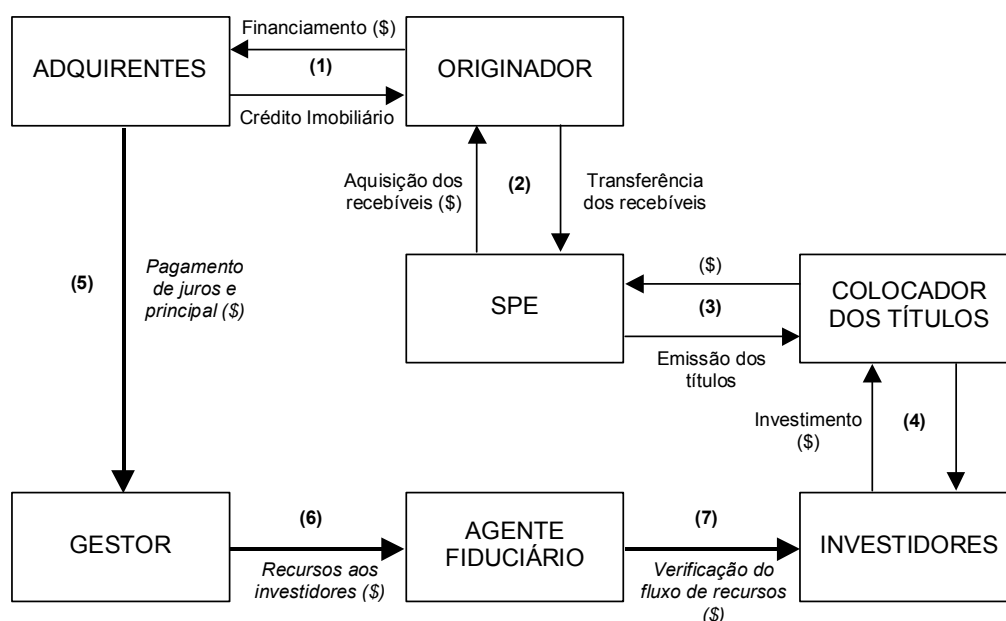 Financiamento ($)
ADQUIRENTES
(1)
ORIGINADOR
Crédito Imobiliário
Aquisição dos
recebíveis ($)
(2)
Transferência
dos recebíveis
(5)
Pagamento
de juros e
principal ($)
SPE
($)
(3)
Emissão dos
títulos
COLOCADOR
DOS TÍTULOS
Investimento
($)
(4)
GESTOR
(6)
Recursos aos
investidores ($)
AGENTE
FIDUCIÁRIO
(7)
Verificação do
fluxo de recursos
($)
INVESTIDORES